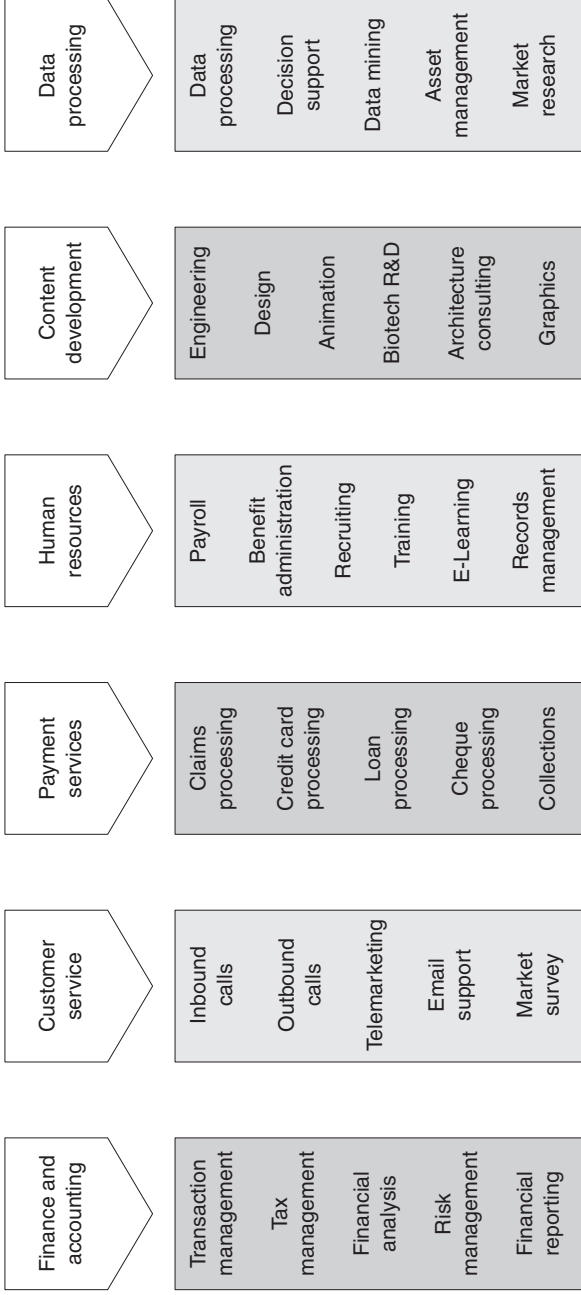 Finance and
accounting
Transaction
management
Tax
management
Financial
analysis
Risk
management
Financial
reporting
Customer
service
Inbound
calls
Outbound
calls
Telemarketing
Email
support
Market
survey
Payment
services
Claims
processing
Credit card
processing
Loan
processing
Cheque
processing
Collections
Human
resources
Payroll
Benefit
administration
Recruiting
Training
E-Learning
Records
management
Content
development
Engineering
Design
Animation
Biotech R&D
Architecture
consulting
Graphics
Data
processing
Data
processing
Decision
support
Data mining
Asset
management
Market
research